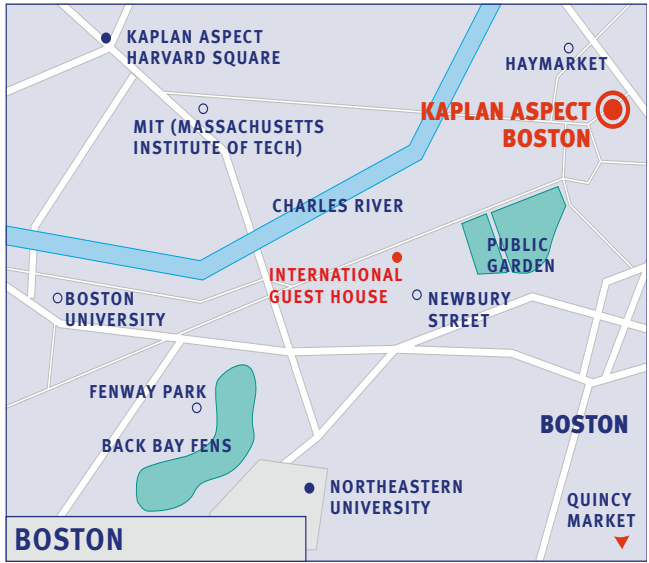 KAPLAN ASPECT
HARVARD SQUARE
HAYMARKET
KAPLAN ASPECT
BOSTON
MIT (MASSACHUSETTS
INSTITUTE OF TECH)
CHARLES RIVER
PUBLIC
GARDEN
INTERNATIONAL
GUEST HOUSE
BOSTON
UNIVERSITY
NEWBURY
STREET
FENWAY PARK
BACK BAY FENS
BOSTON
NORTHEASTERN
UNIVERSITY
QUINCY
MARKET
BOSTON